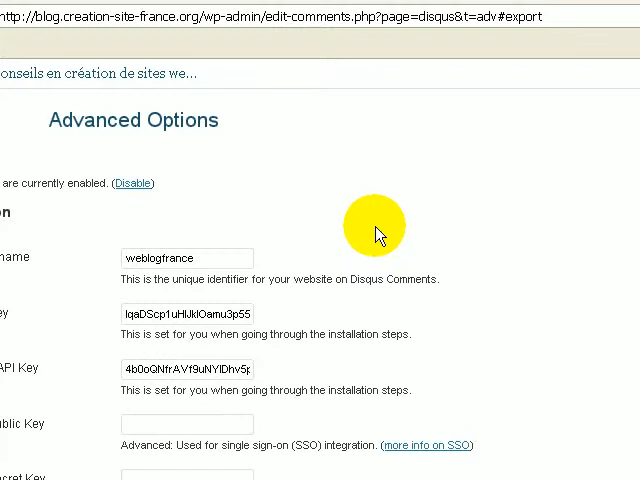 http://blog.creation-site-france.org/wp-admin/edit-comments.php?page=disqus&t=adv#export
onseils en création de sites we...
Advanced Options
are currently enabled. (Disable)
on
name
weblogfrance
This is the unique identifier for your website on Disqus Comments.
ey
This is set for you when going through the installation steps.
API Key
This is set for you when going through the installation steps.
ublic Key
Advanced: Used for single sign-on (SSO) integration. (more info on SSO)
cret Key